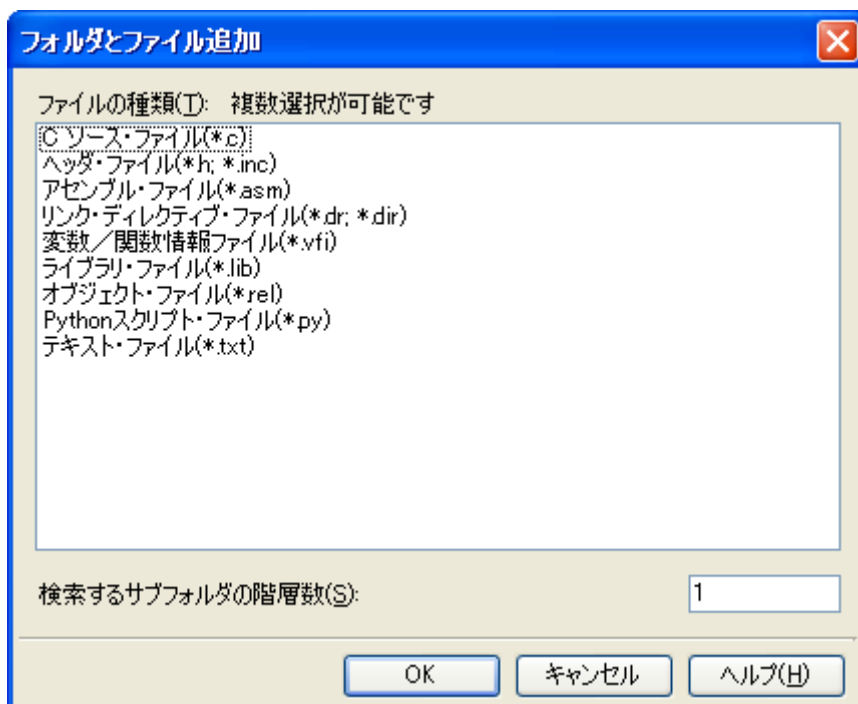 フォルダとファイル追加
ファイルの種類(T): 複数選択が可能です
C ソース・ファイル(*.c)
ヘッダ・ファイル(*.h; *.inc)
アセンブル・ファイル(*.asm)
リンク・ディレクティブ・ファイル(*.dr; *.dir)
変数／関数情報ファイル(*.vfi)
ライブラリ・ファイル(*.lib)
オブジェクト・ファイル(*.rel)
Pythonスクリプト・ファイル(*.py)
テキスト・ファイル(*.txt)
検索するサブフォルダの階層数(S): 1
OK キャンセル ヘルプ(H)